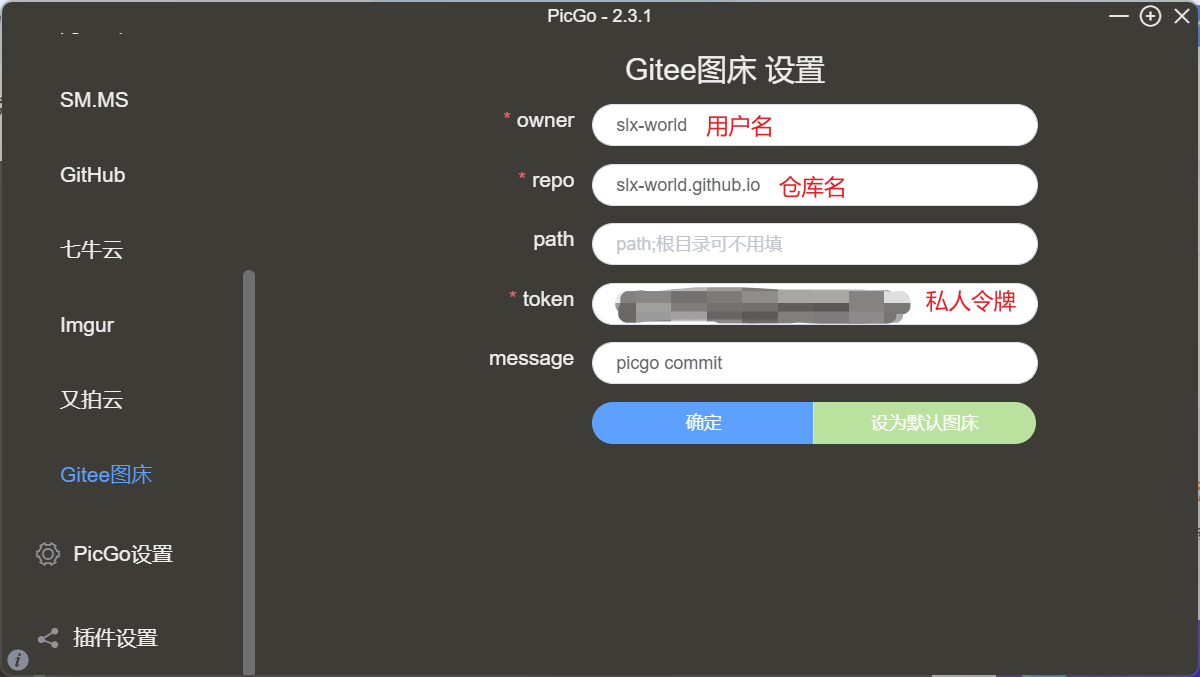 PicGo - 2.3.1
SM.MS
GitHub
七牛云
Imgur
又拍云
Gitee图床
PicGo设置
插件设置
Gitee图床 设置
* owner slx-world 用户名
* repo slx-world.github.io 仓库名
path path;根目录可不用填
* token 私人令牌
message picgo commit
确定 设为默认图床